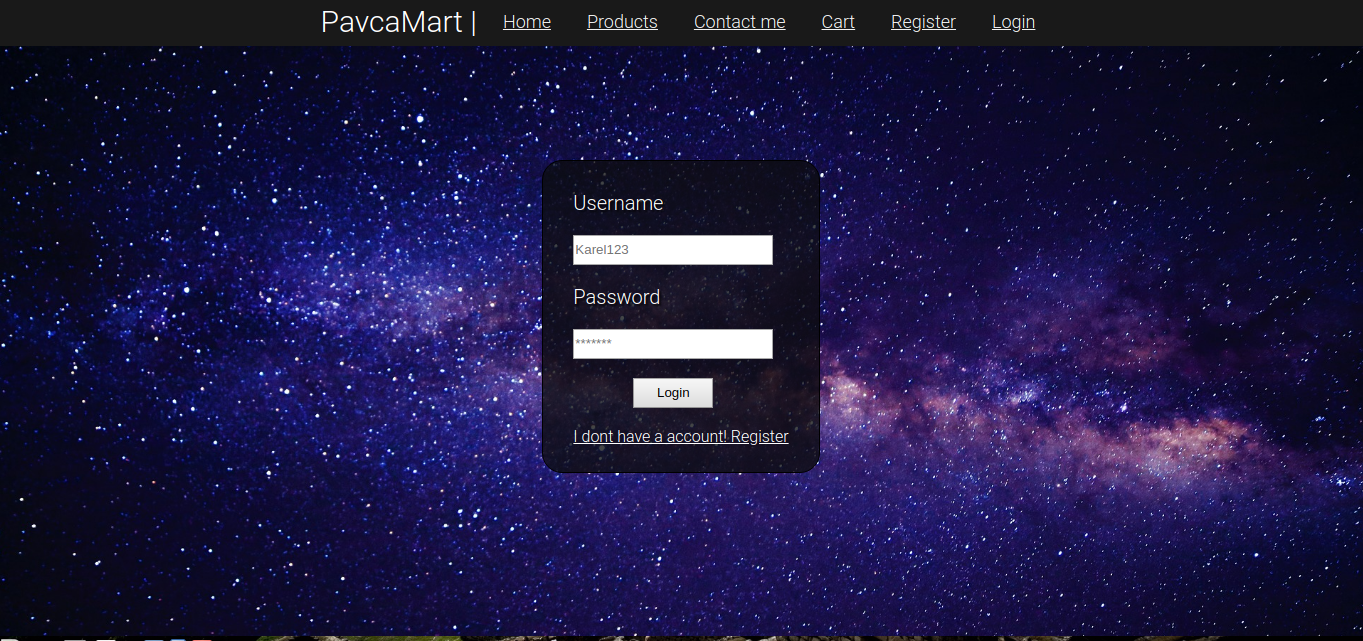 PavcaMart | Home Products Contact me Cart Register Login
Username
Karel123
Password
*******
Login
I dont have a account! Register